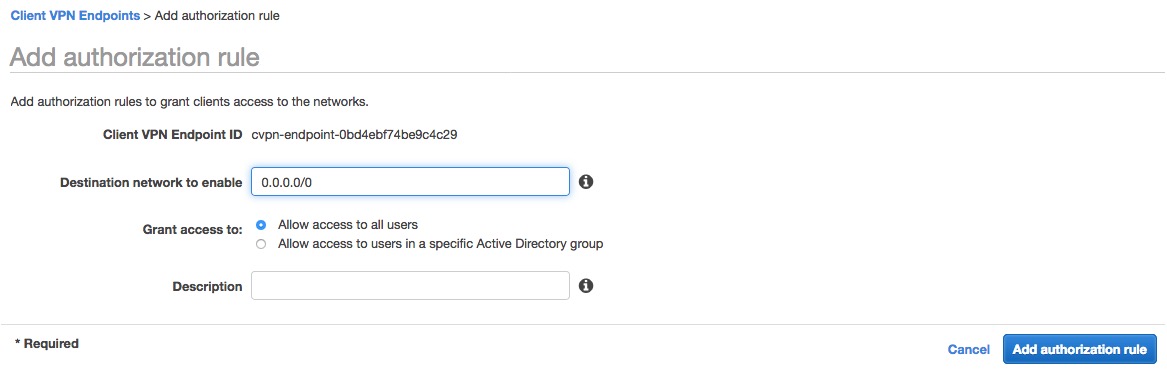 Client VPN Endpoints > Add authorization rule
Add authorization rule
Add authorization rules to grant clients access to the networks.
Client VPN Endpoint ID cvpn-endpoint-0bd4ebf74be9c4c29
Destination network to enable 0.0.0.0/0
Grant access to: Allow access to all users
Allow access to users in a specific Active Directory group
Description
* Required
Cancel Add authorization rule